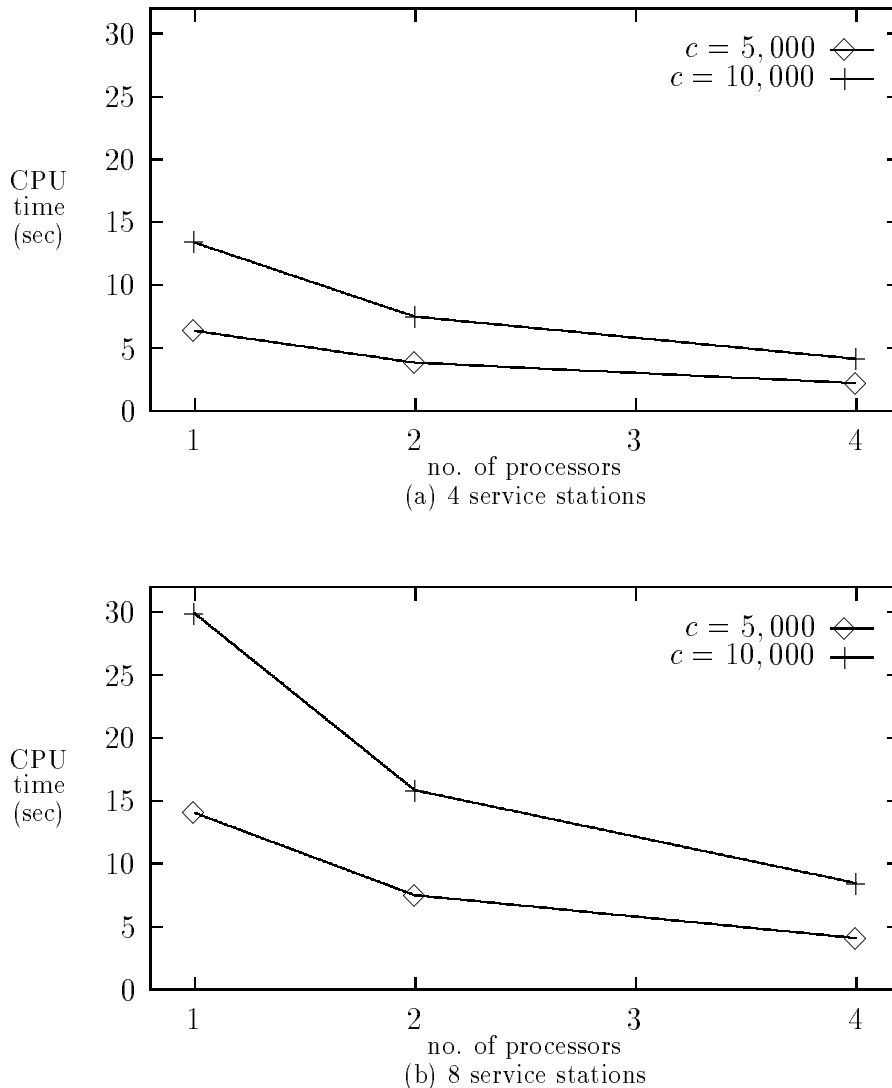 30
25
20
15
10
5
0
CPU
time
(sec)
c = 5,000
c = 10,000
1 2 3 4
no. of processors
(a) 4 service stations
30
25
20
15
10
5
0
CPU
time
(sec)
c = 5,000
c = 10,000
1 2 3 4
no. of processors
(b) 8 service stations